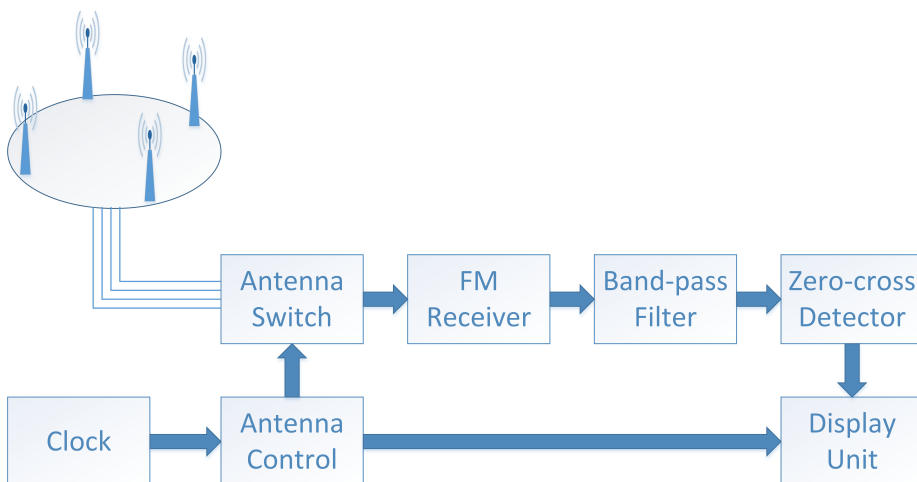 Antenna
Switch
FM
Receiver
Band-pass
Filter
Zero-cross
Detector
Clock
Antenna
Control
Display
Unit